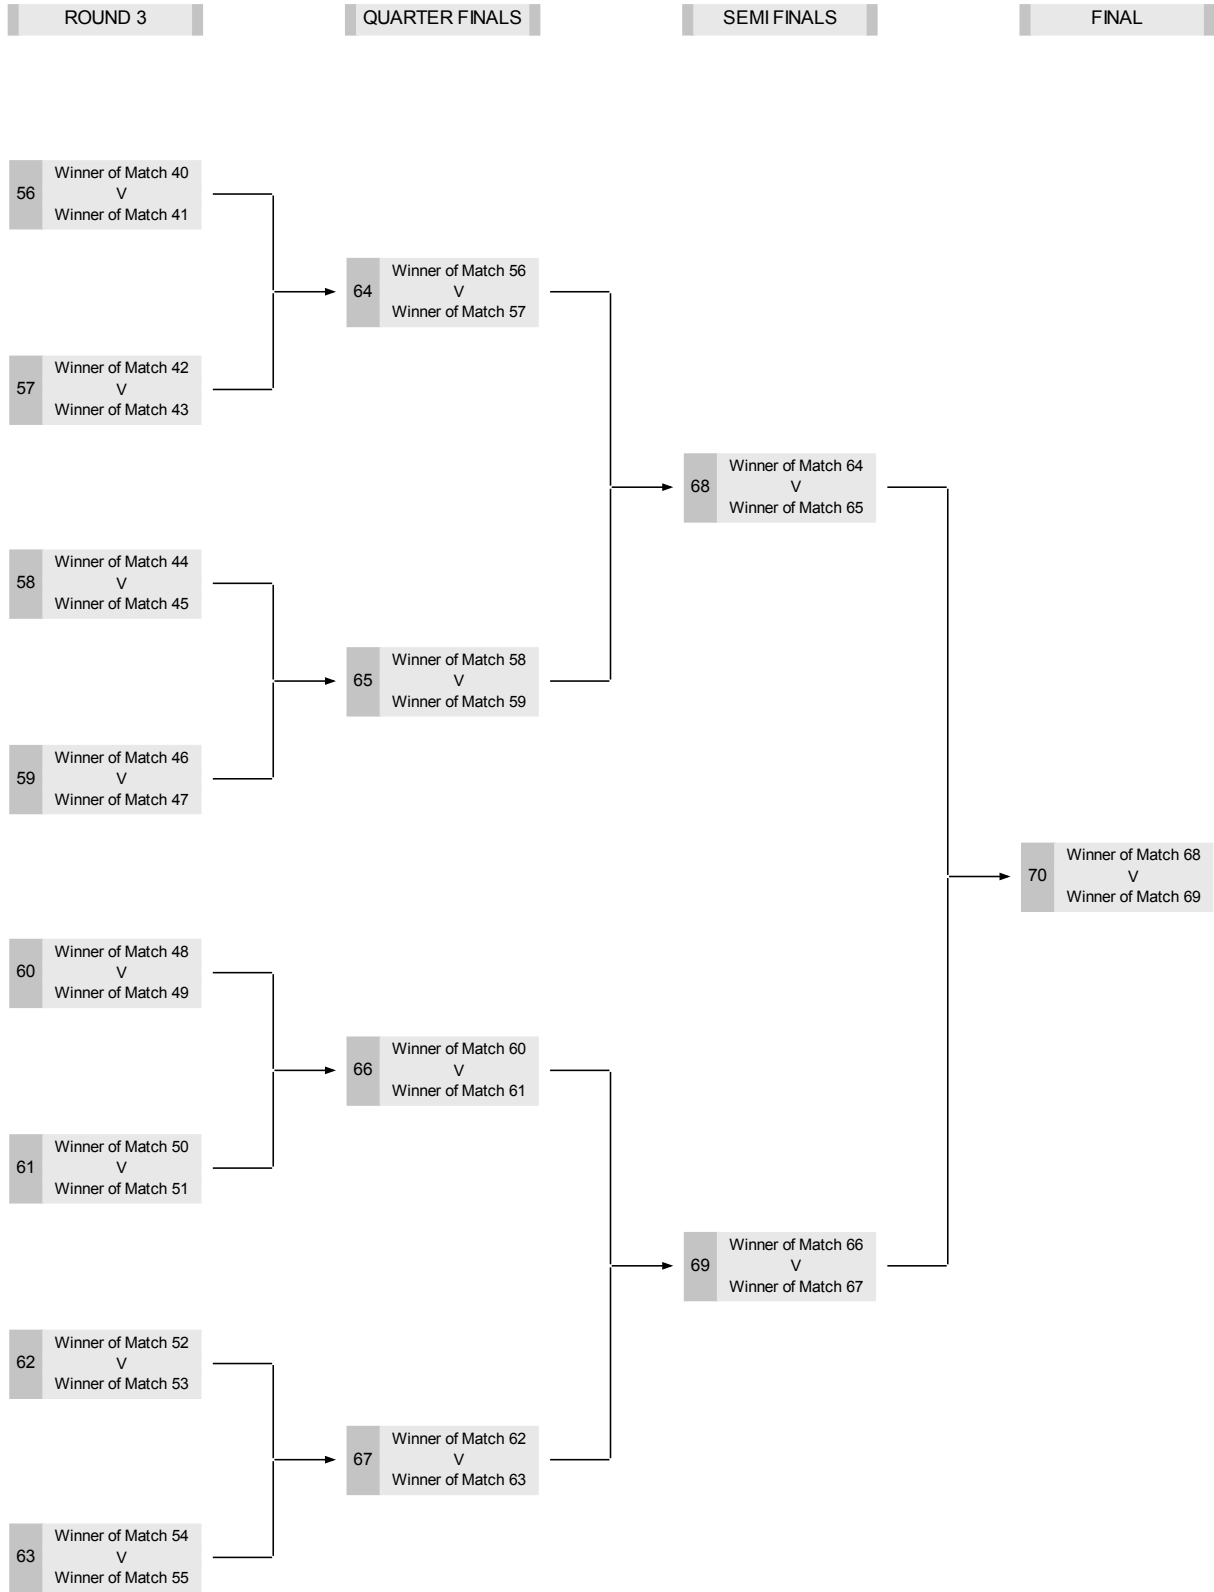 ROUND 3
QUARTER FINALS
SEMI FINALS
FINAL
Winner of Match 40
56
V
Winner of Match 41
Winner of Match 56
64
V
Winner of Match 57
Winner of Match 42
57
V
Winner of Match 43
Winner of Match 64
68
V
Winner of Match 65
Winner of Match 44
58
V
Winner of Match 45
Winner of Match 58
65
V
Winner of Match 59
Winner of Match 46
59
V
Winner of Match 47
Winner of Match 68
70
V
Winner of Match 69
Winner of Match 48
60
V
Winner of Match 49
Winner of Match 60
66
V
Winner of Match 61
Winner of Match 50
61
V
Winner of Match 51
Winner of Match 66
69
V
Winner of Match 67
Winner of Match 52
62
V
Winner of Match 53
Winner of Match 62
67
V
Winner of Match 63
Winner of Match 54
63
V
Winner of Match 55